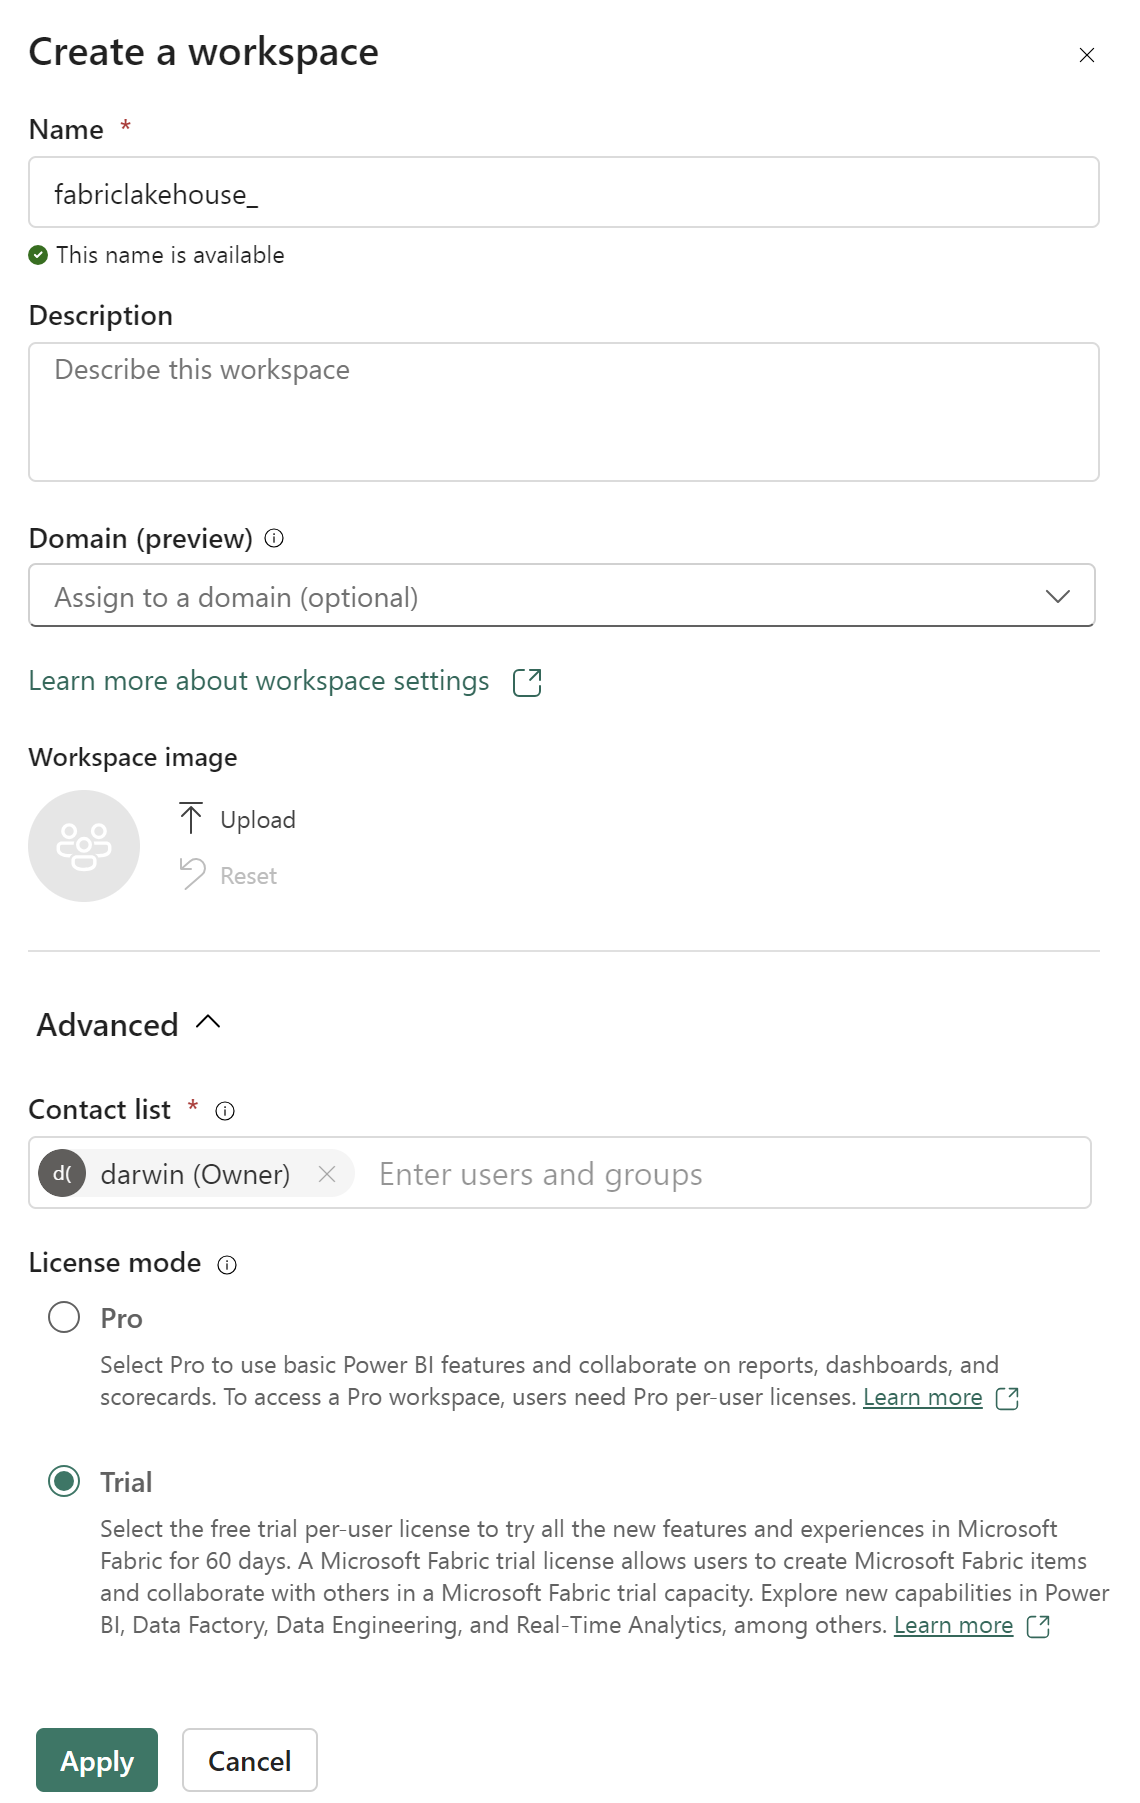 Create a workspace
Name *
fabriclakehouse_
This name is available
Description
Describe this workspace
Domain (preview)
Assign to a domain (optional)
Learn more about workspace settings
Workspace image
Upload
Reset
Advanced
Contact list *
d( darwin (Owner) Enter users and groups
License mode
Pro
Select Pro to use basic Power BI features and collaborate on reports, dashboards, and
scorecards. To access a Pro workspace, users need Pro per-user licenses. Learn more
Trial
Select the free trial per-user license to try all the new features and experiences in Microsoft
Fabric for 60 days. A Microsoft Fabric trial license allows users to create Microsoft Fabric items
and collaborate with others in a Microsoft Fabric trial capacity. Explore new capabilities in Power
BI, Data Factory, Data Engineering, and Real-Time Analytics, among others. Learn more
Apply Cancel